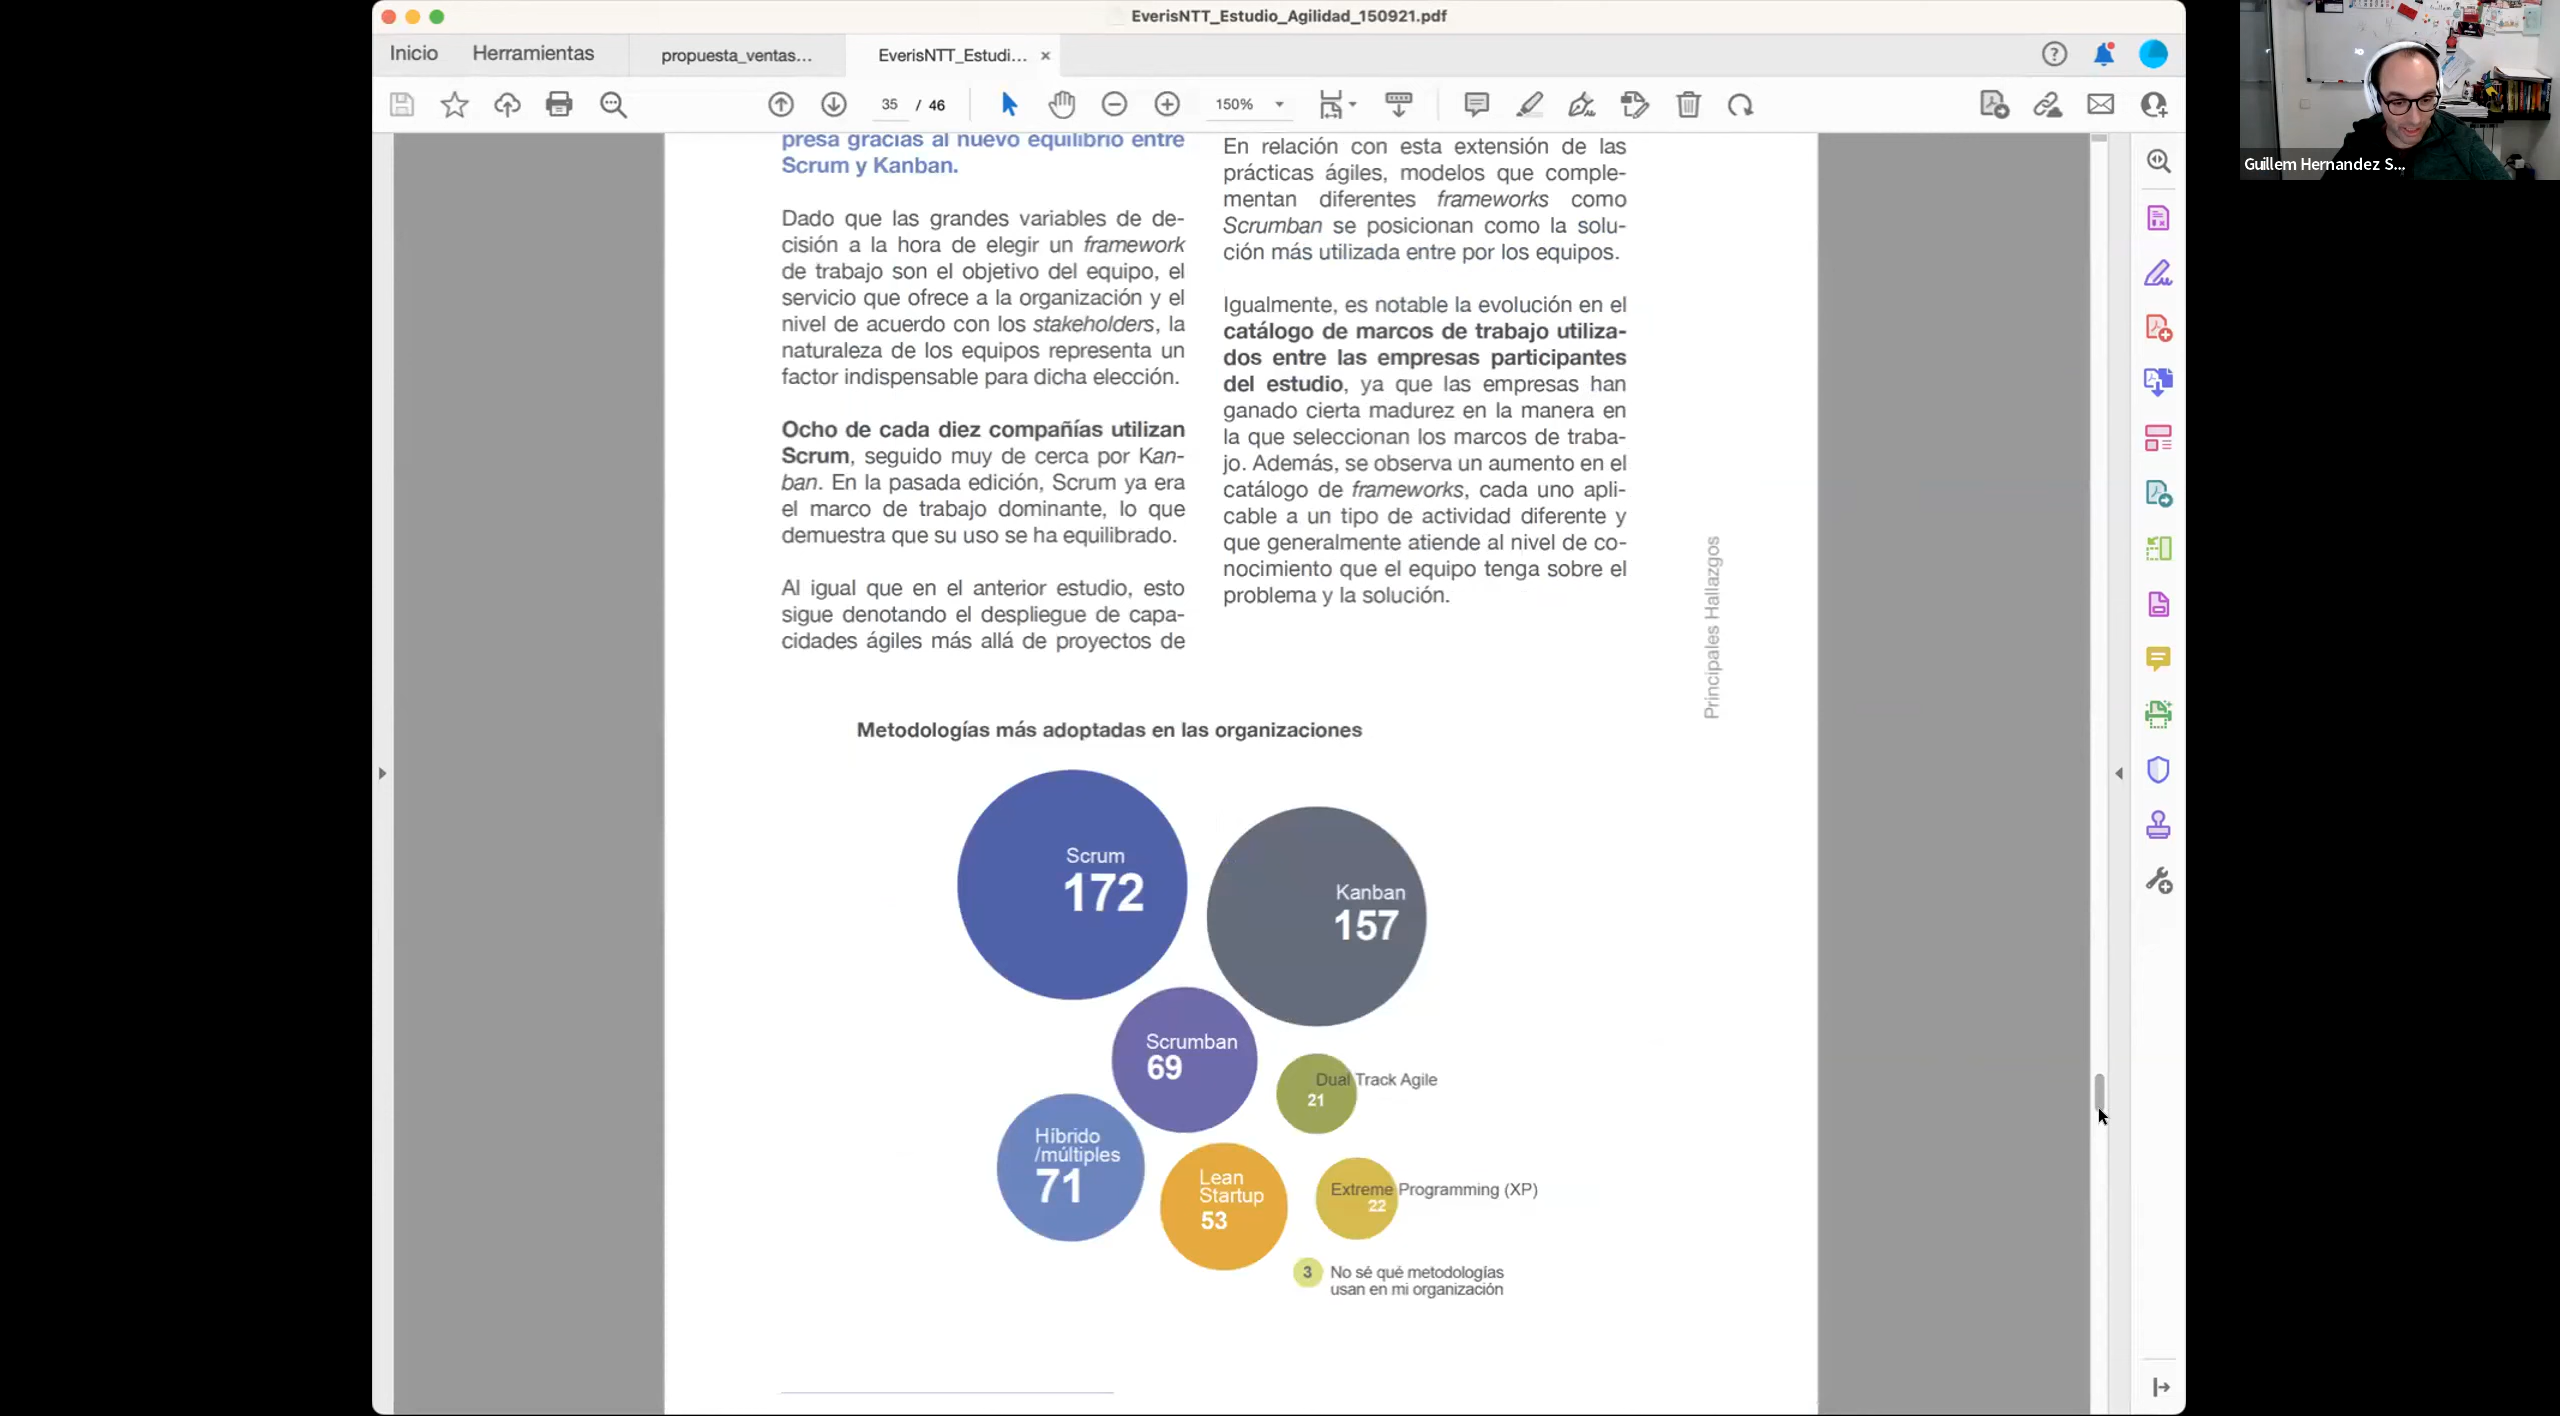 EverisNTT_Estudio_Agilidad_150921.pdf
Inicio
Herramientas
propuesta_ventas...
EverisNTT_Estudi...
35 / 46
150%
Guillem Hernandez S...
presa gracias al nuevo equilibrio entre
Scrum y Kanban.
Dado que las grandes variables de de-
cisión a la hora de elegir un framework
de trabajo son el objetivo del equipo, el
servicio que ofrece a la organización y el
nivel de acuerdo con los stakeholders, la
naturaleza de los equipos representa un
factor indispensable para dicha elección.
Ocho de cada diez compañías utilizan
Scrum, seguido muy de cerca por Kan-
ban. En la pasada edición, Scrum ya era
el marco de trabajo dominante, lo que
demuestra que su uso se ha equilibrado.
Al igual que en el anterior estudio, esto
sigue denotando el despliegue de capa-
cidades ágiles más allá de proyectos de
En relación con esta extensión de las
prácticas ágiles, modelos que comple-
mentan diferentes frameworks como
Scrumban se posicionan como la solu-
ción más utilizada entre por los equipos.
Igualmente, es notable la evolución en el
catálogo de marcos de trabajo utiliza-
dos entre las empresas participantes
del estudio, ya que las empresas han
ganado cierta madurez en la manera en
la que seleccionan los marcos de traba-
jo. Además, se observa un aumento en el
catálogo de frameworks, cada uno apli-
cable a un tipo de actividad diferente y
que generalmente atiende al nivel de co-
nocimiento que el equipo tenga sobre el
problema y la solución.
Principales Hallazgos
Metodologías más adoptadas en las organizaciones
Scrum
172
Kanban
157
Scrumban
69
Dual Track Agile
21
Híbrido
/múltiples
71
Lean
Startup
53
Extreme Programming (XP)
22
3
No sé qué metodologías
usan en mi organización